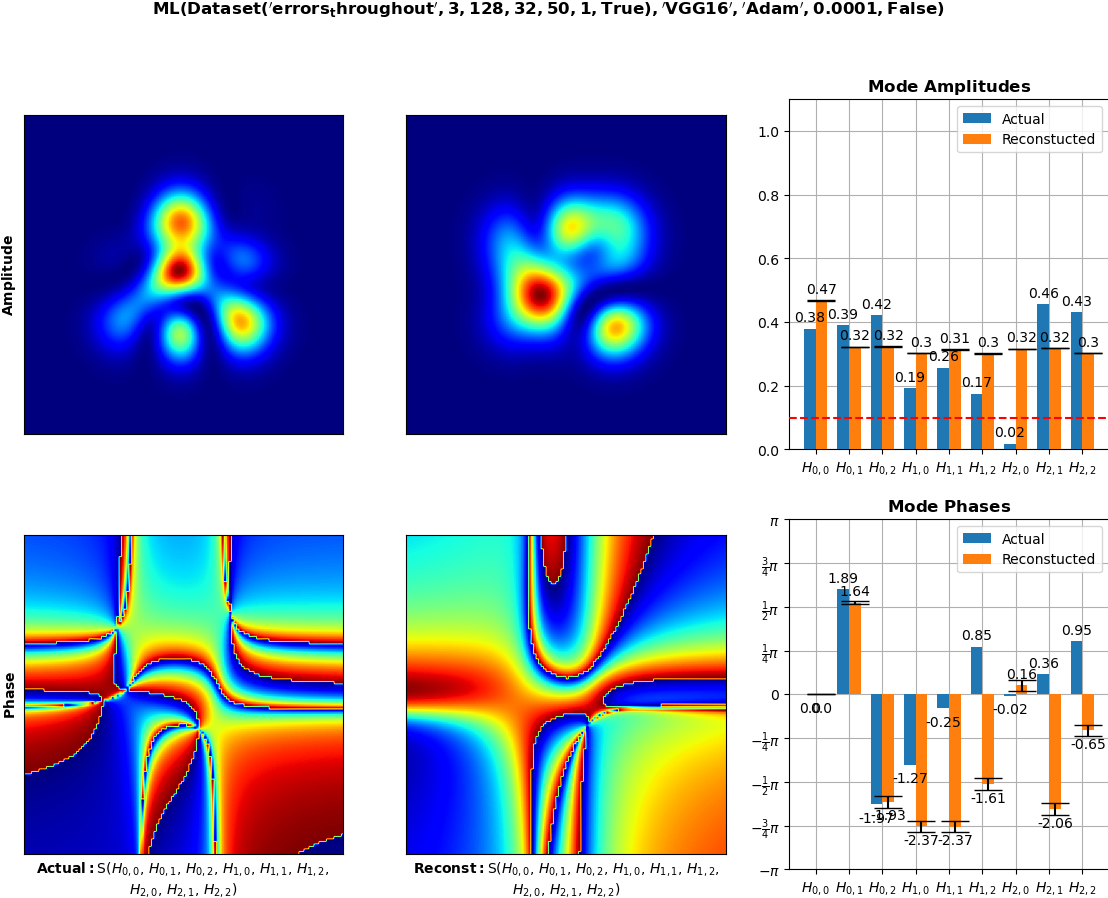 ML(Dataset('errors_throughout', 3, 128, 32, 50, 1, True), 'VGG16', 'Adam', 0.0001, False)
Amplitude
Mode Amplitudes
Actual
Reconstucted
1.0
0.8
0.6
0.4
0.2
0.0
0.38 0.47 0.39 0.32 0.42 0.32 0.19 0.3 0.26 0.31 0.17 0.3 0.02 0.32 0.46 0.32 0.43 0.3
H0,0 H0,1 H0,2 H1,0 H1,1 H1,2 H2,0 H2,1 H2,2
Phase
Actual: S(H0,0, H0,1, H0,2, H1,0, H1,1, H1,2,
H2,0, H2,1, H2,2)
Reconst: S(H0,0, H0,1, H0,2, H1,0, H1,1, H1,2,
H2,0, H2,1, H2,2)
Mode Phases
Actual
Reconstucted
π
3/4π
1/2π
1/4π
0
−1/4π
−1/2π
−3/4π
−π
0.0 0.0 1.89 1.64 -1.97 -1.93 -1.27 -2.37 -0.25 -2.37 0.85 -1.61 -0.02 0.16 0.36 -2.06 0.95 -0.65
H0,0 H0,1 H0,2 H1,0 H1,1 H1,2 H2,0 H2,1 H2,2